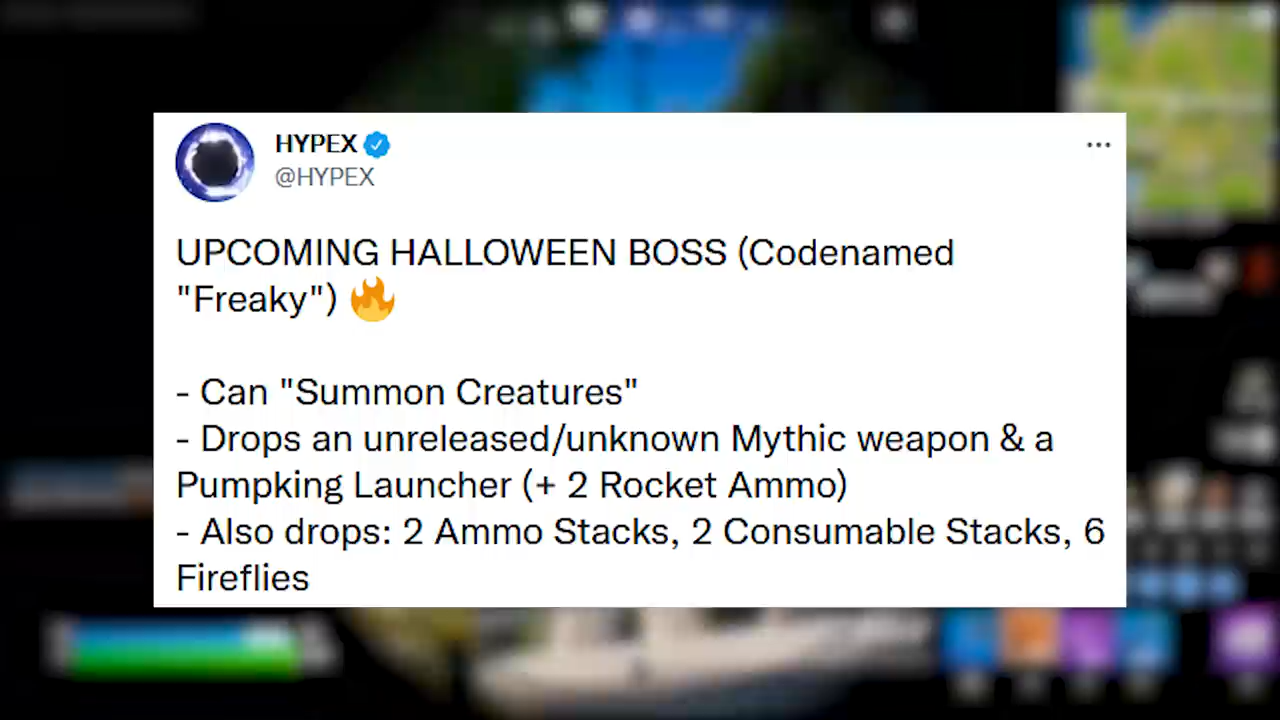 HYPEX
@HYPEX
UPCOMING HALLOWEEN BOSS (Codenamed
"Freaky") 🔥
- Can "Summon Creatures"
- Drops an unreleased/unknown Mythic weapon & a
Pumpking Launcher (+ 2 Rocket Ammo)
- Also drops: 2 Ammo Stacks, 2 Consumable Stacks, 6
Fireflies